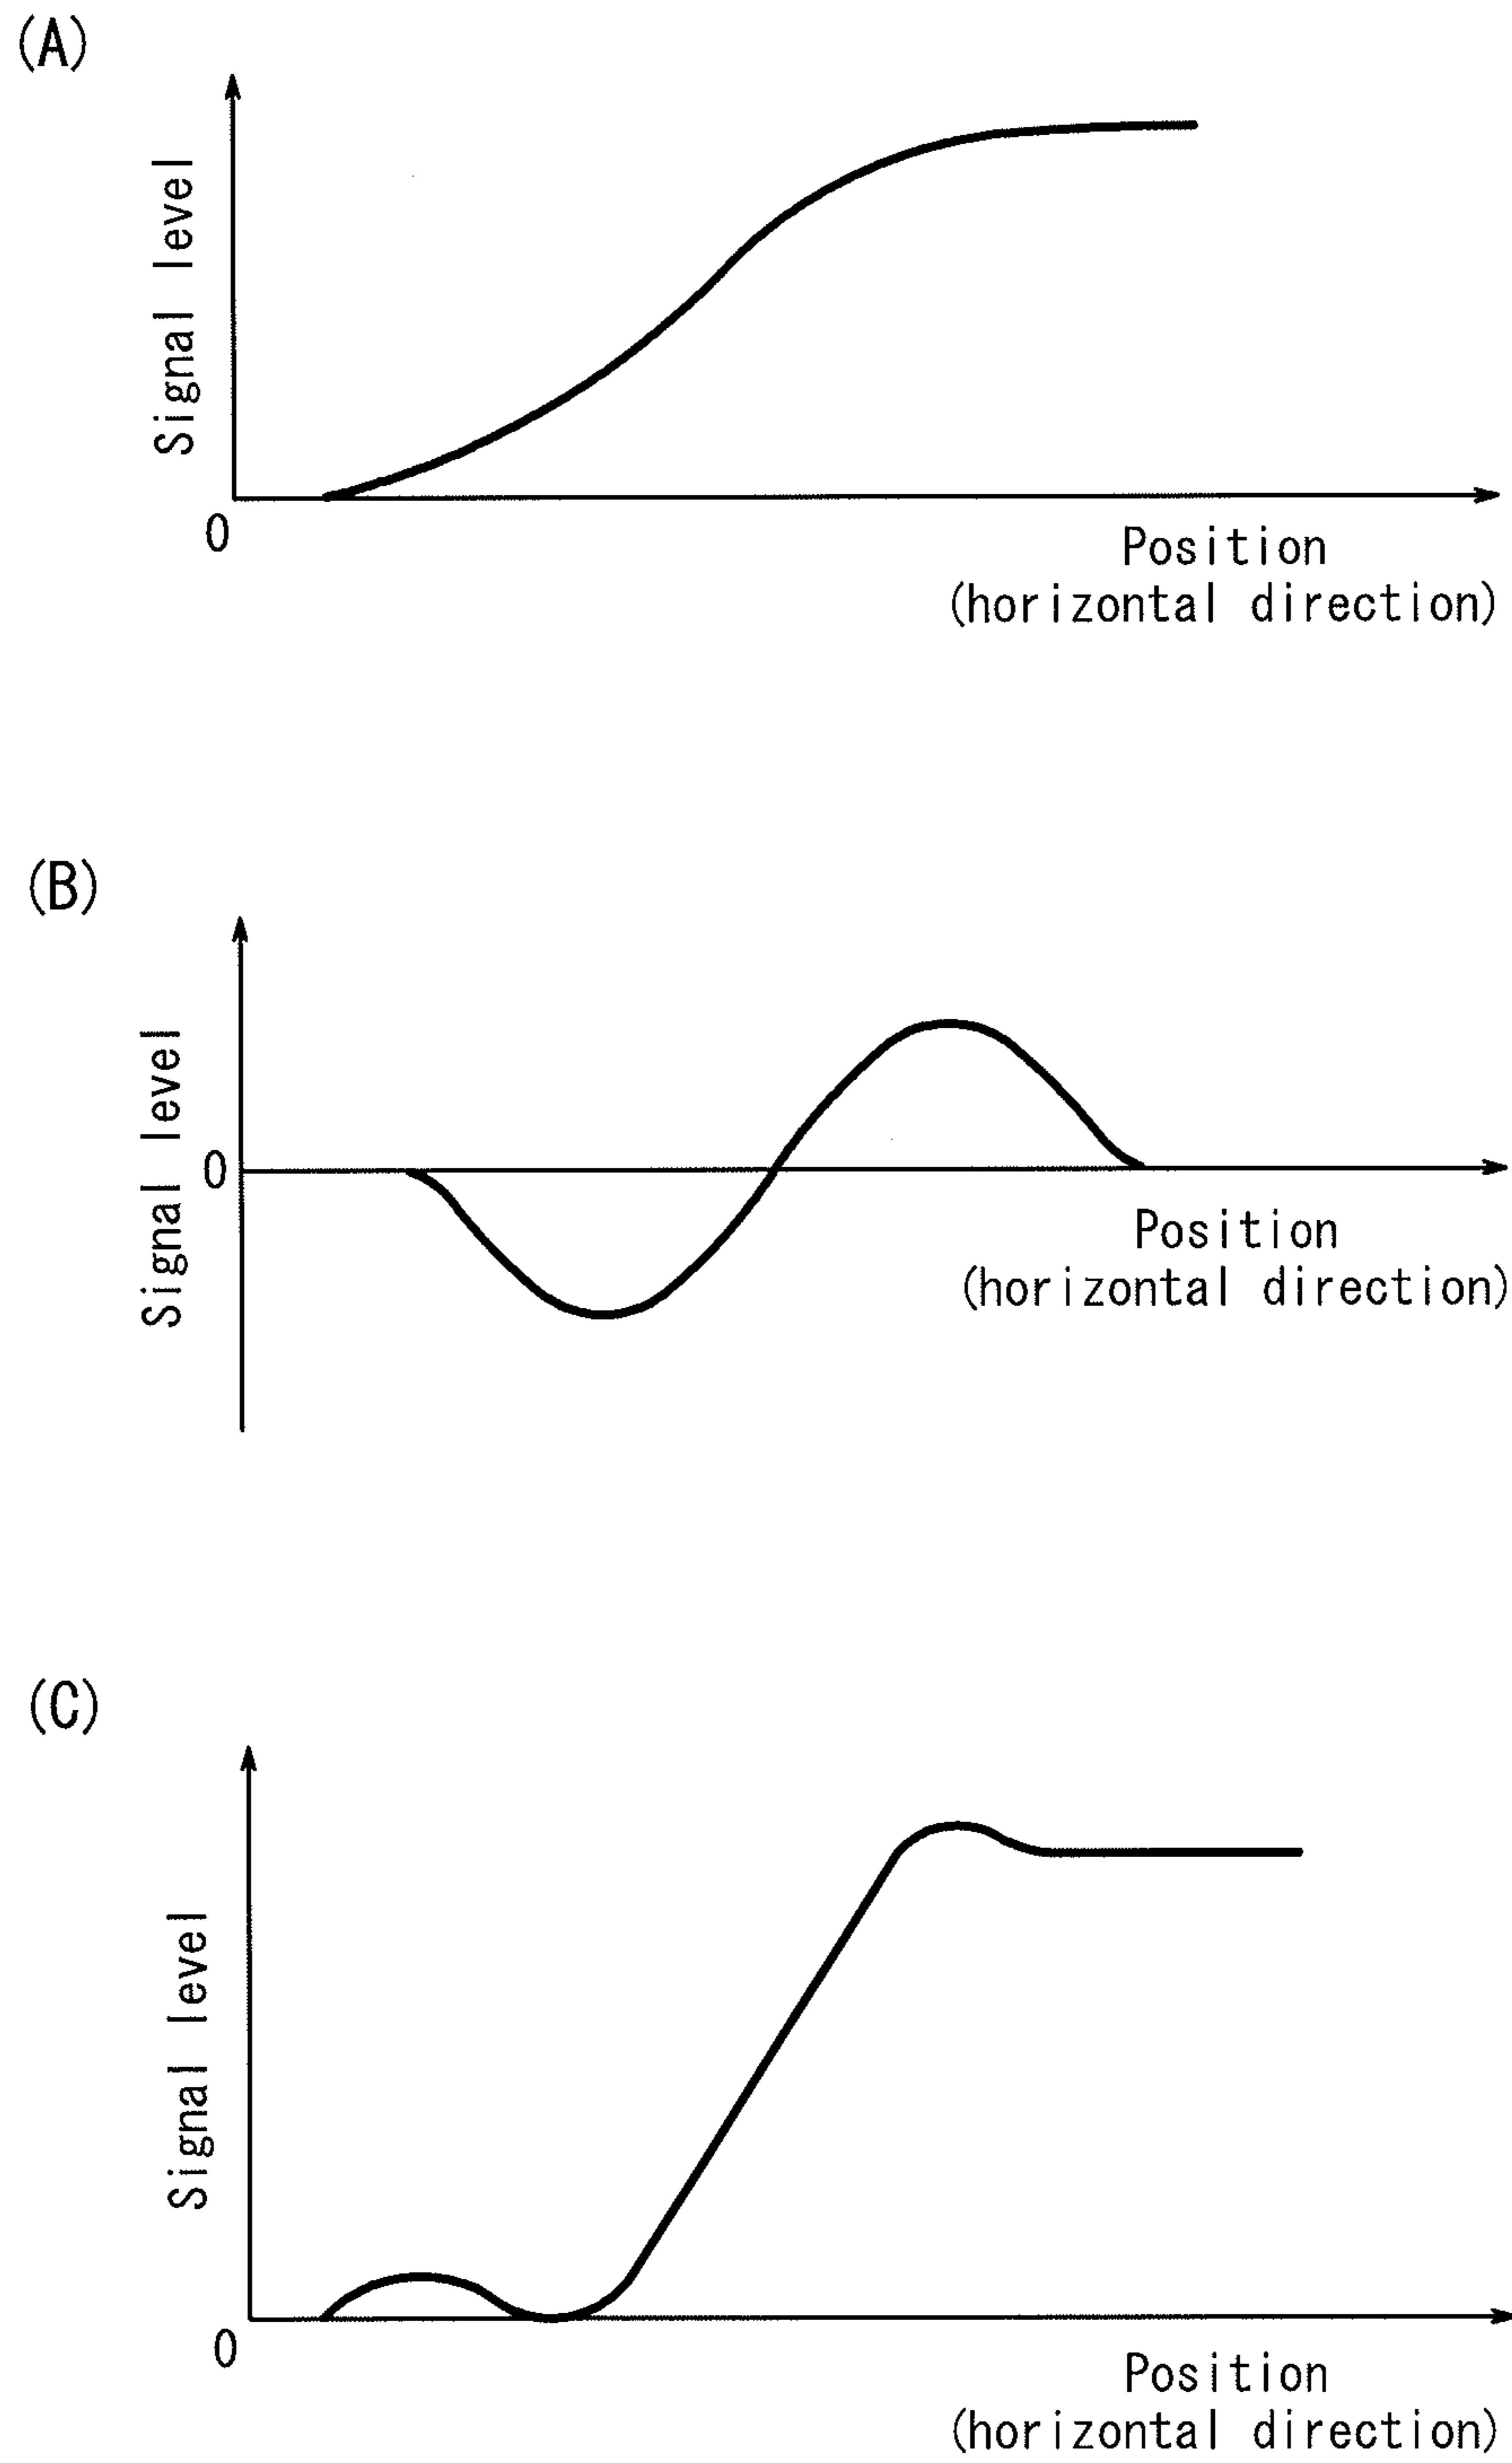 (A)
Signal level
0
Position
(horizontal direction)
(B)
Signal level
0
Position
(horizontal direction)
(C)
Signal level
0
Position
(horizontal direction)